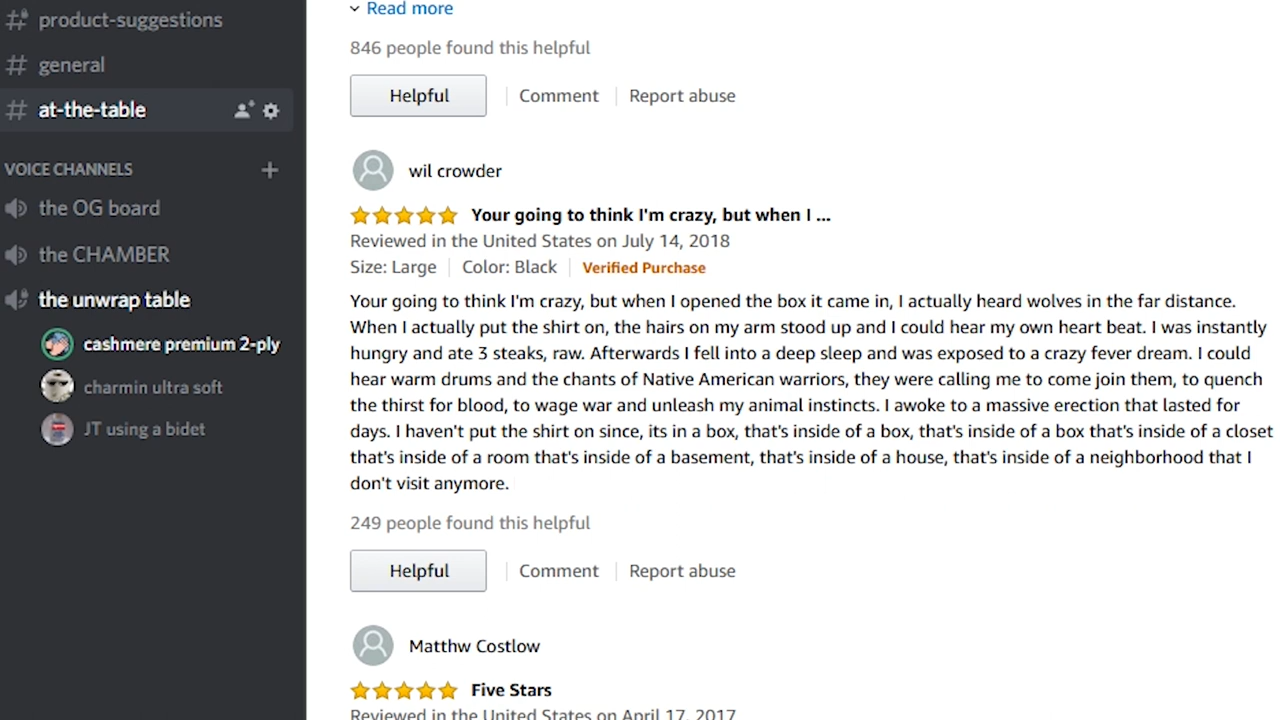 product-suggestions
general
at-the-table
VOICE CHANNELS
the OG board
the CHAMBER
the unwrap table
cashmere premium 2-ply
charmin ultra soft
JT using a bidet
Read more
846 people found this helpful
Helpful Comment Report abuse
wil crowder
Your going to think I'm crazy, but when I ...
Reviewed in the United States on July 14, 2018
Size: Large Color: Black Verified Purchase
Your going to think I'm crazy, but when I opened the box it came in, I actually heard wolves in the far distance.
When I actually put the shirt on, the hairs on my arm stood up and I could hear my own heart beat. I was instantly
hungry and ate 3 steaks, raw. Afterwards I fell into a deep sleep and was exposed to a crazy fever dream. I could
hear warm drums and the chants of Native American warriors, they were calling me to come join them, to quench
the thirst for blood, to wage war and unleash my animal instincts. I awoke to a massive erection that lasted for
days. I haven't put the shirt on since, its in a box, that's inside of a box, that's inside of a box that's inside of a closet
that's inside of a room that's inside of a basement, that's inside of a house, that's inside of a neighborhood that I
don't visit anymore.
249 people found this helpful
Helpful Comment Report abuse
Matthw Costlow
Five Stars
Reviewed in the United States on April 17, 2017